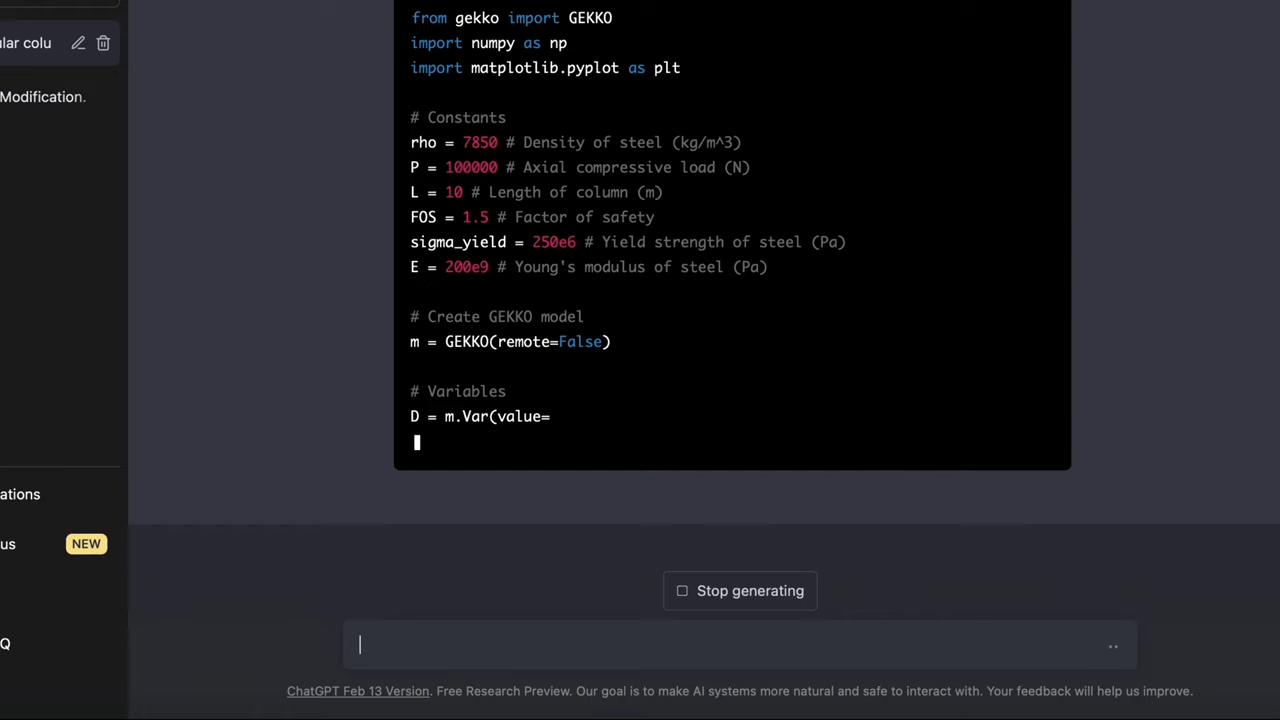 from gekko import GEKKO
ular colu
import numpy as np
import matplotlib.pyplot as plt
Modification.
# Constants
rho = 7850 # Density of steel (kg/m^3)
P = 100000 # Axial compressive load (N)
L = 10 # Length of column (m)
FOS = 1.5 # Factor of safety
sigma_yield = 250e6 # Yield strength of steel (Pa)
E = 200e9 # Young's modulus of steel (Pa)
# Create GEKKO model
m = GEKKO(remote=False)
# Variables
D = m.Var(value=
ations
us NEW
Stop generating
Q
ChatGPT Feb 13 Version. Free Research Preview. Our goal is to make AI systems more natural and safe to interact with. Your feedback will help us improve.